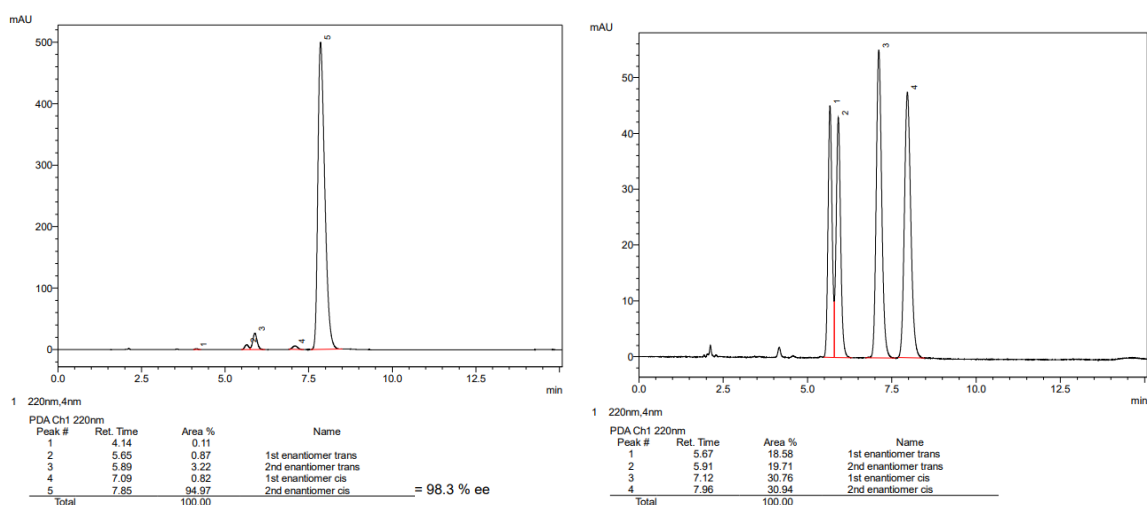 mAU
500
400
300
200
100
0
5
1
2
3
4
0.0 2.5 5.0 7.5 10.0 12.5
min
1 220nm,4nm
PDA Ch1 220nm
Peak # Ret. Time Area % Name
1 4.14 0.11
2 5.65 0.87 1st enantiomer trans
3 5.89 3.22 2nd enantiomer trans
4 7.09 0.82 1st enantiomer cis
5 7.85 94.97 2nd enantiomer cis = 98.3 % ee
Total 100.00
mAU
50
40
30
20
10
0
1
2
3
4
0.0 2.5 5.0 7.5 10.0 12.5
min
1 220nm,4nm
PDA Ch1 220nm
Peak # Ret. Time Area % Name
1 5.67 18.58 1st enantiomer trans
2 5.91 19.71 2nd enantiomer trans
3 7.12 30.76 1st enantiomer cis
4 7.96 30.94 2nd enantiomer cis
Total 100.00